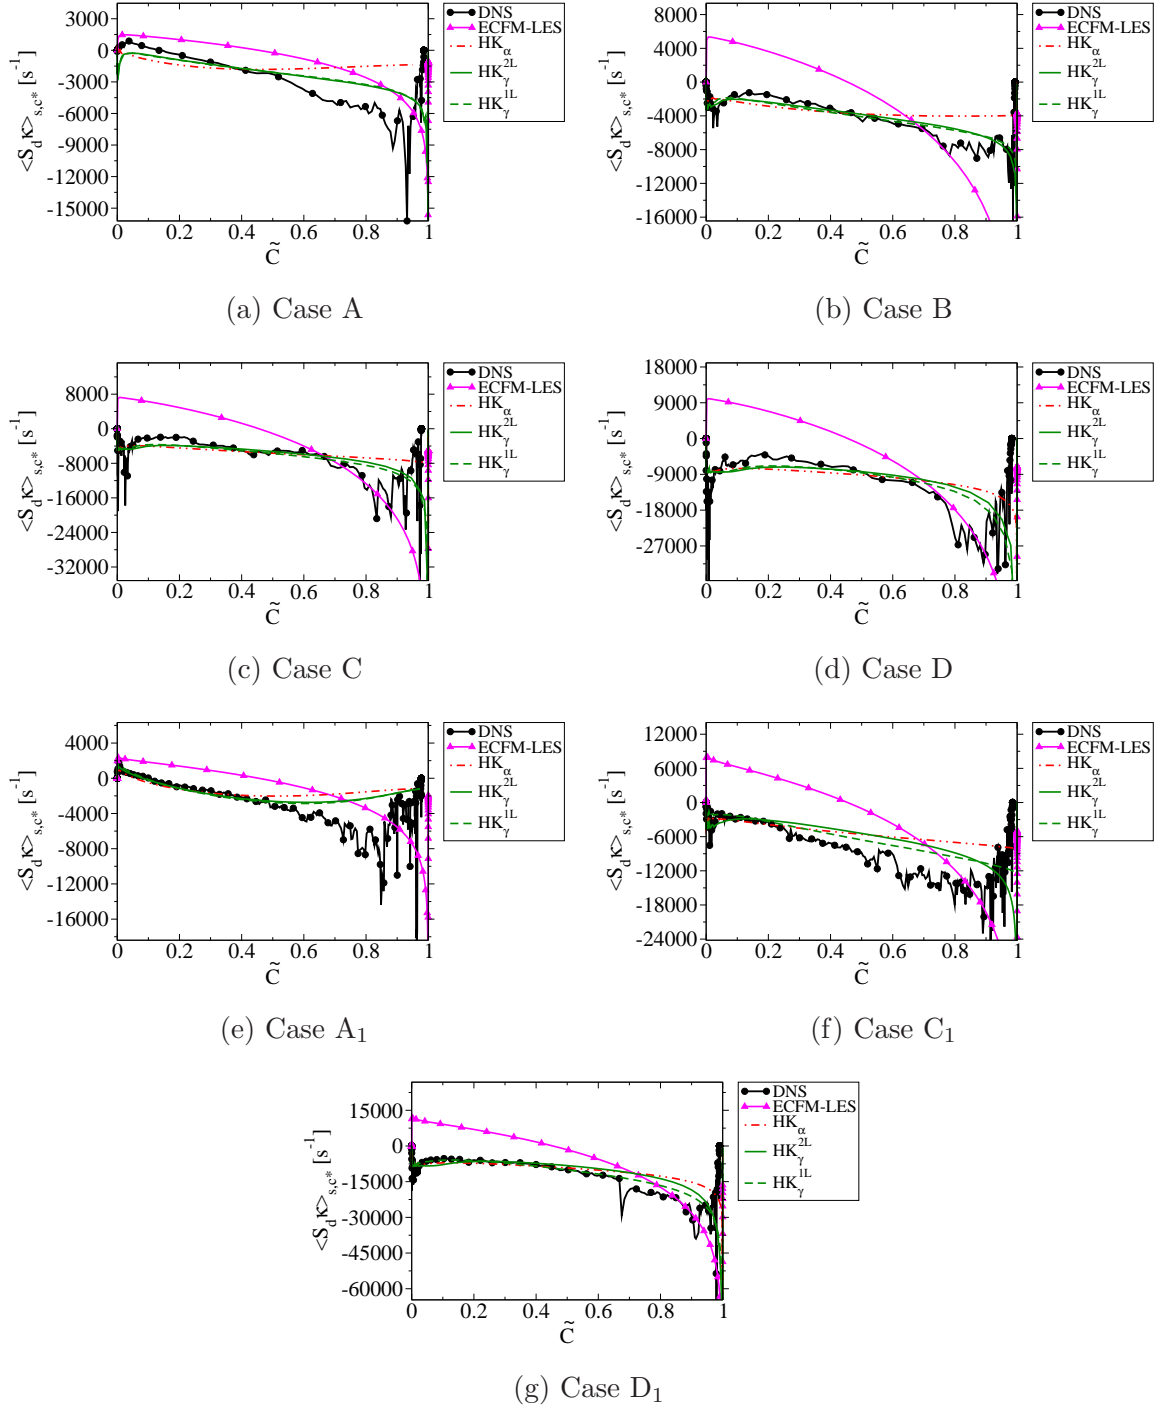 3000
0
-3000
-6000
-9000
-12000
-15000
<S_d κ>_{s,c*} [s^{-1}]
0 0.2 0.4 0.6 0.8 1
c̃
DNS
ECFM-LES
HK_α
HK_γ^{2L}
HK_γ^{1L}
(a) Case A
8000
4000
0
-4000
-8000
-12000
-16000
<S_d κ>_{s,c*} [s^{-1}]
0 0.2 0.4 0.6 0.8 1
c̃
DNS
ECFM-LES
HK_α
HK_γ^{2L}
HK_γ^{1L}
(b) Case B
8000
0
-8000
-16000
-24000
-32000
<S_d κ>_{s,c*} [s^{-1}]
0 0.2 0.4 0.6 0.8 1
c̃
DNS
ECFM-LES
HK_α
HK_γ^{2L}
HK_γ^{1L}
(c) Case C
18000
9000
0
-9000
-18000
-27000
<S_d κ>_{s,c*} [s^{-1}]
0 0.2 0.4 0.6 0.8 1
c̃
DNS
ECFM-LES
HK_α
HK_γ^{2L}
HK_γ^{1L}
(d) Case D
4000
0
-4000
-8000
-12000
-16000
<S_d κ>_{s,c*} [s^{-1}]
0 0.2 0.4 0.6 0.8 1
c̃
DNS
ECFM-LES
HK_α
HK_γ^{2L}
HK_γ^{1L}
(e) Case A₁
12000
6000
0
-6000
-12000
-18000
-24000
<S_d κ>_{s,c*} [s^{-1}]
0 0.2 0.4 0.6 0.8 1
c̃
DNS
ECFM-LES
HK_α
HK_γ^{2L}
HK_γ^{1L}
(f) Case C₁
15000
0
-15000
-30000
-45000
-60000
<S_d κ>_{s,c*} [s^{-1}]
0 0.2 0.4 0.6 0.8 1
c̃
DNS
ECFM-LES
HK_α
HK_γ^{2L}
HK_γ^{1L}
(g) Case D₁